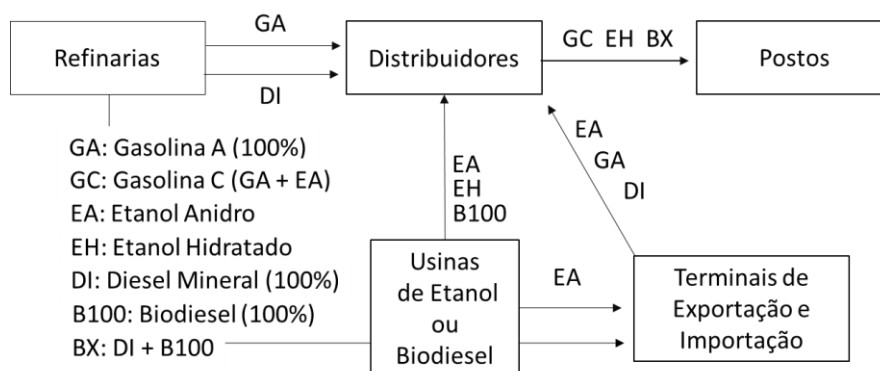 GA
Refinarias
DI
Distribuidores
GC EH BX
Postos
GA: Gasolina A (100%)
GC: Gasolina C (GA + EA)
EA: Etanol Anidro
EH: Etanol Hidratado
DI: Diesel Mineral (100%)
B100: Biodiesel (100%)
BX: DI + B100
EA
EH
B100
EA
GA
DI
Usinas
de Etanol
ou
Biodiesel
EA
Terminais de
Exportação e
Importação